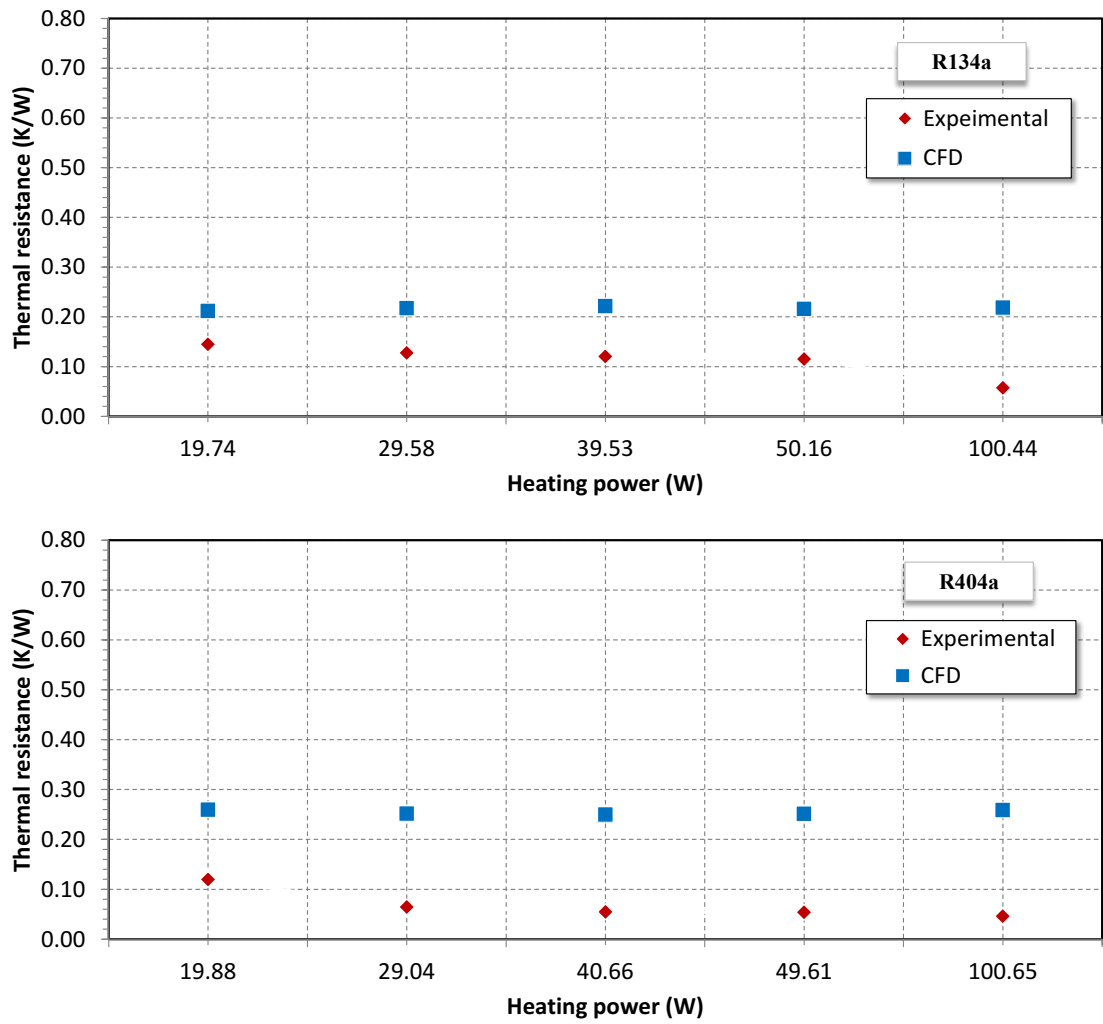 0.80
R134a
0.70
Expeimental
0.60
CFD
0.50
0.40
0.30
0.20
0.10
0.00
Thermal resistance (K/W)
19.74 29.58 39.53 50.16 100.44
Heating power (W)
0.80
R404a
0.70
Experimental
0.60
CFD
0.50
0.40
0.30
0.20
0.10
0.00
Thermal resistance (K/W)
19.88 29.04 40.66 49.61 100.65
Heating power (W)